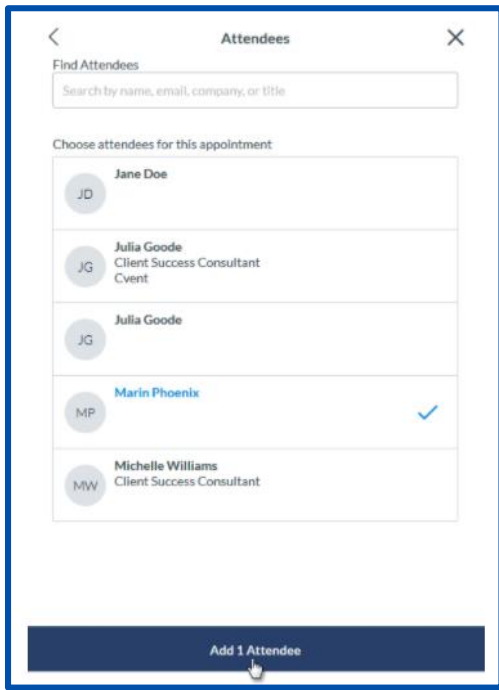 Attendees
Find Attendees
Search by name, email, company, or title
Choose attendees for this appointment
JD
Jane Doe
JG
Julia Goode
Client Success Consultant
Cvent
JG
Julia Goode
MP
Marin Phoenix
MW
Michelle Williams
Client Success Consultant
Add 1 Attendee